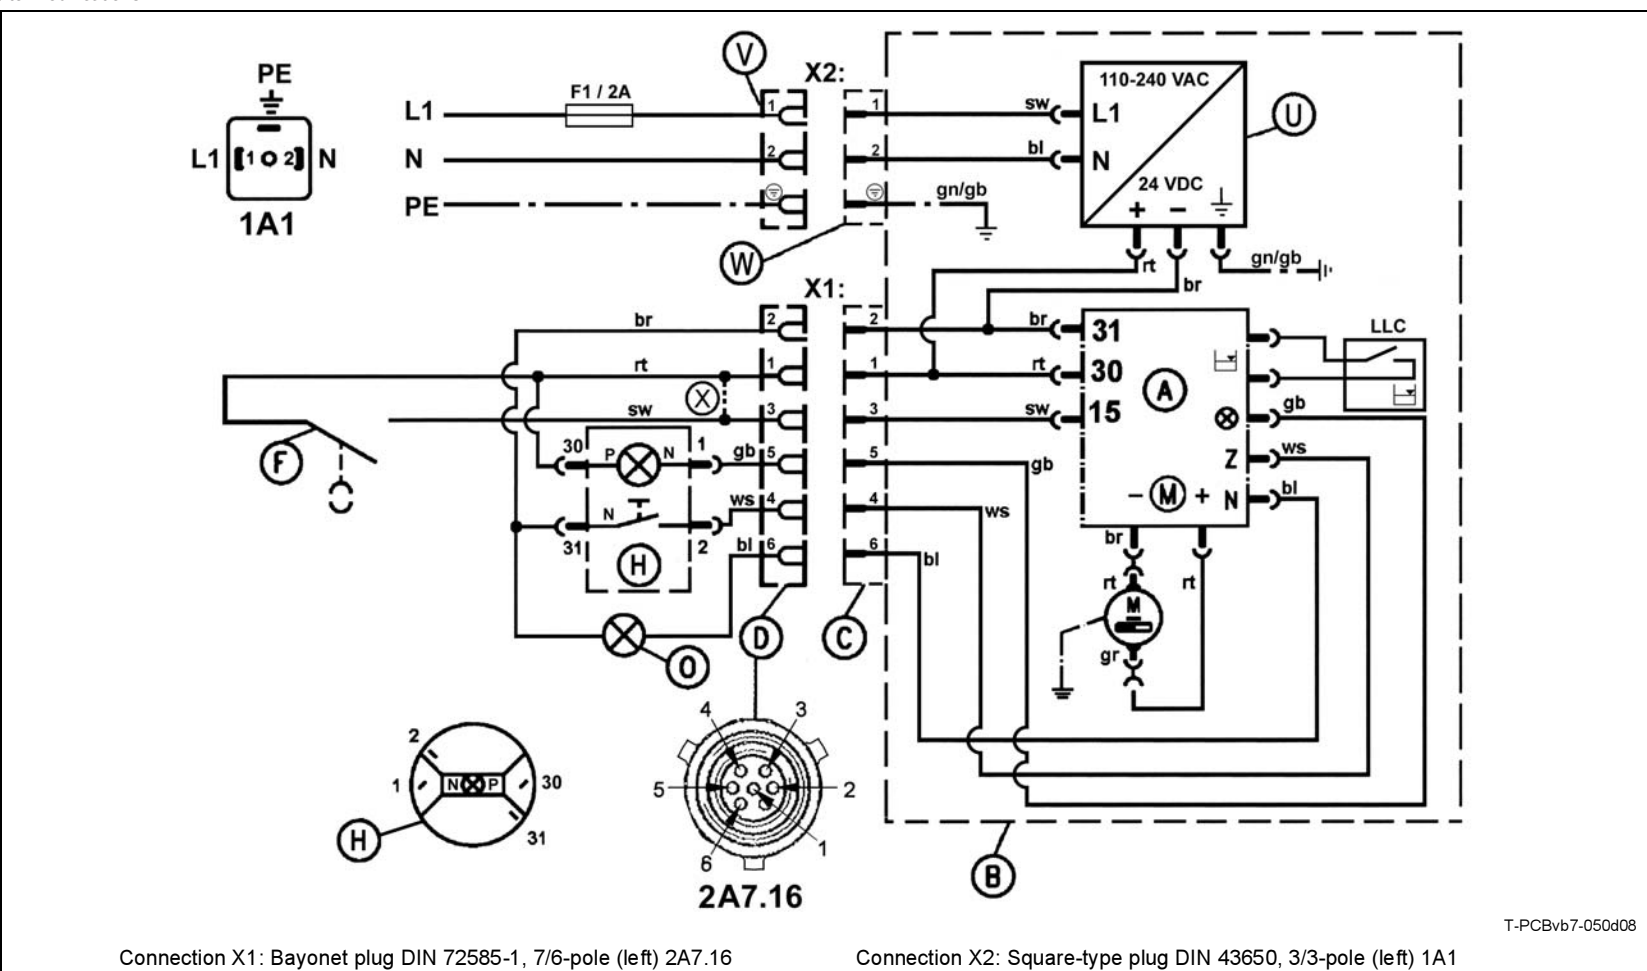 PE
L1 1 2 N
1A1
L1
F1 / 2A
N
PE
V
X2:
1
2
1
2
sw
bl
gn/gb
L1
N
110-240 VAC
24 VDC
+ −
U
W
rt
br
gn/gb
X1:
br
rt
sw
X
F
30
P
N
1
gb
N
ws
31
2
H
bl
O
2
1
3
5
4
6
D
2
1
3
5
4
6
C
br
rt
sw
gb
ws
bl
31
30
15
A
Z
N
− M +
LLC
gb
ws
bl
br
rt
rt
M
gr
2
1
N P
30
31
H
4
3
5
2
6
1
2A7.16
B
T-PCBvb7-050d08
Connection X1: Bayonet plug DIN 72585-1, 7/6-pole (left) 2A7.16
Connection X2: Square-type plug DIN 43650, 3/3-pole (left) 1A1